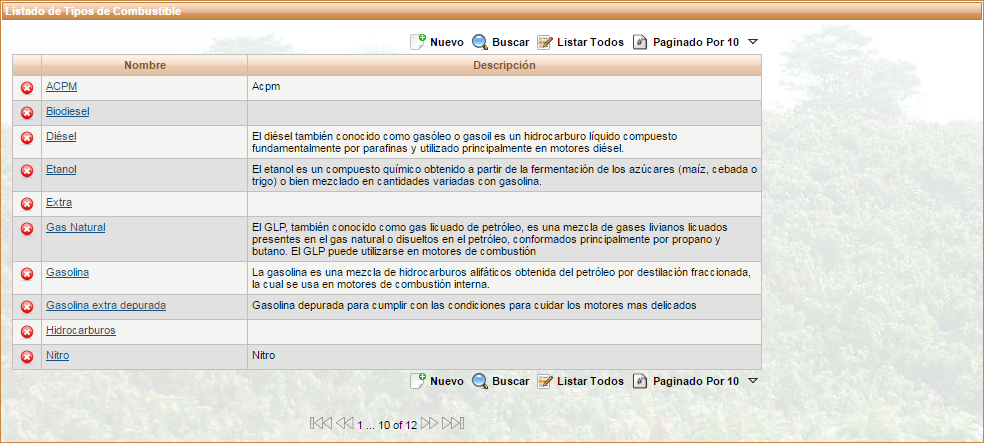 Listado de Tipos de Combustible
Nuevo Buscar Listar Todos Paginado Por 10
Nombre Descripción
ACPM Acpm
Biodiesel
Diésel El diésel también conocido como gasóleo o gasoil es un hidrocarburo líquido compuesto
fundamentalmente por parafinas y utilizado principalmente en motores diésel.
Etanol El etanol es un compuesto químico obtenido a partir de la fermentación de los azúcares (maíz, cebada o
trigo) o bien mezclado en cantidades variadas con gasolina.
Extra
Gas Natural El GLP, también conocido como gas licuado de petróleo, es una mezcla de gases livianos licuados
presentes en el gas natural o disueltos en el petróleo, conformados principalmente por propano y
butano. El GLP puede utilizarse en motores de combustión
Gasolina La gasolina es una mezcla de hidrocarburos alifáticos obtenida del petróleo por destilación fraccionada,
la cual se usa en motores de combustión interna.
Gasolina extra depurada Gasolina depurada para cumplir con las condiciones para cuidar los motores mas delicados
Hidrocarburos
Nitro Nitro
Nuevo Buscar Listar Todos Paginado Por 10
1 ... 10 of 12